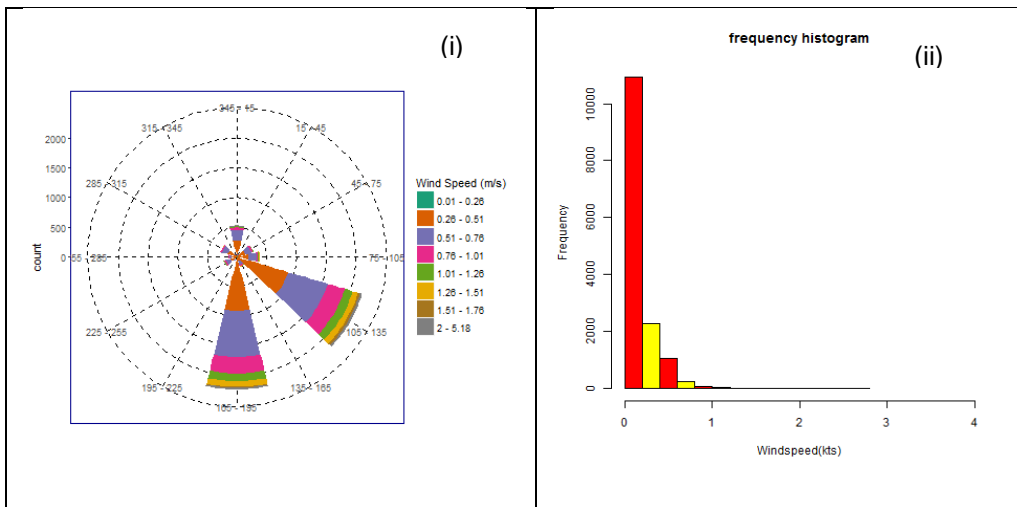 (i)
345 - 15
315 - 345
15 - 45
2000
1500
285 - 315
45 - 75
1000
Wind Speed (m/s)
0.01 - 0.26
0.26 - 0.51
500
0.51 - 0.76
0.76 - 1.01
count
0
255 - 285
75 - 105
1.01 - 1.26
1.26 - 1.51
1.51 - 1.76
2 - 5.18
225 - 255
105 - 135
195 - 225
135 - 165
165 - 195
frequency histogram
(ii)
10000
8000
6000
4000
2000
0
Frequency
0 1 2 3 4
Windspeed(kts)